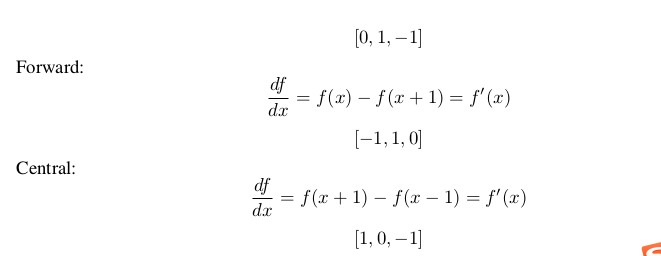 [0, 1, −1]
Forward:
df/dx = f(x) − f(x + 1) = f′(x)
[−1, 1, 0]
Central:
df/dx = f(x + 1) − f(x − 1) = f′(x)
[1, 0, −1]